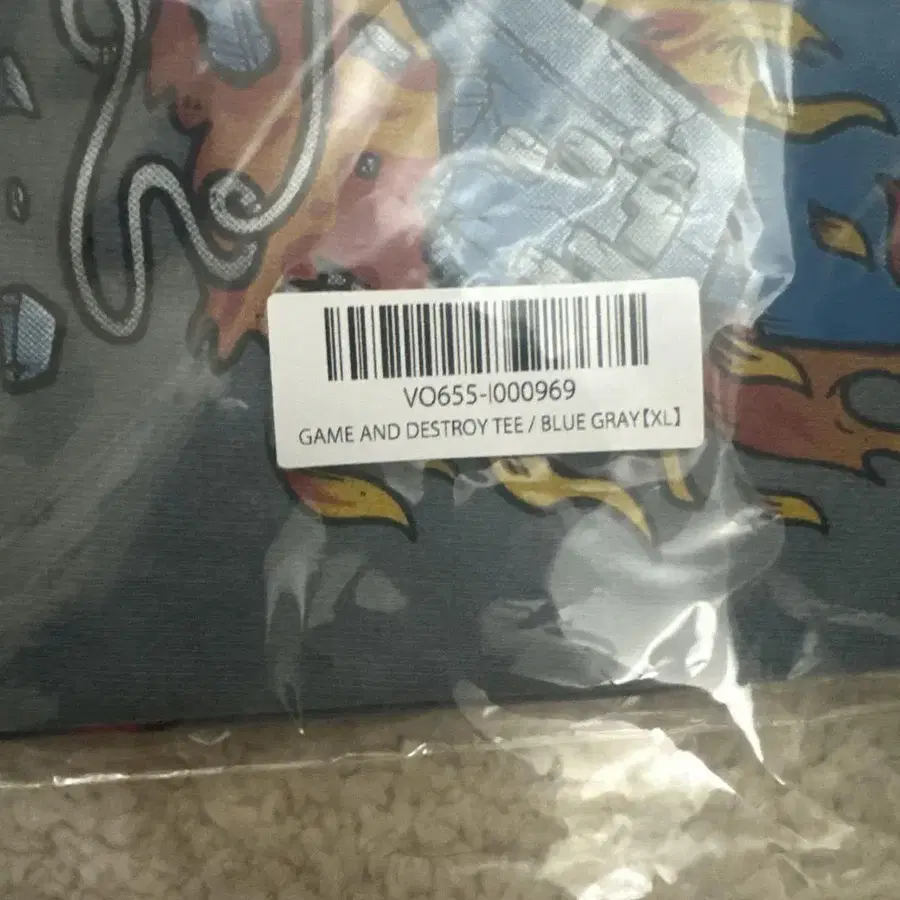 VO655-I000969
GAME AND DESTROY TEE / BLUE GRAY【XL】